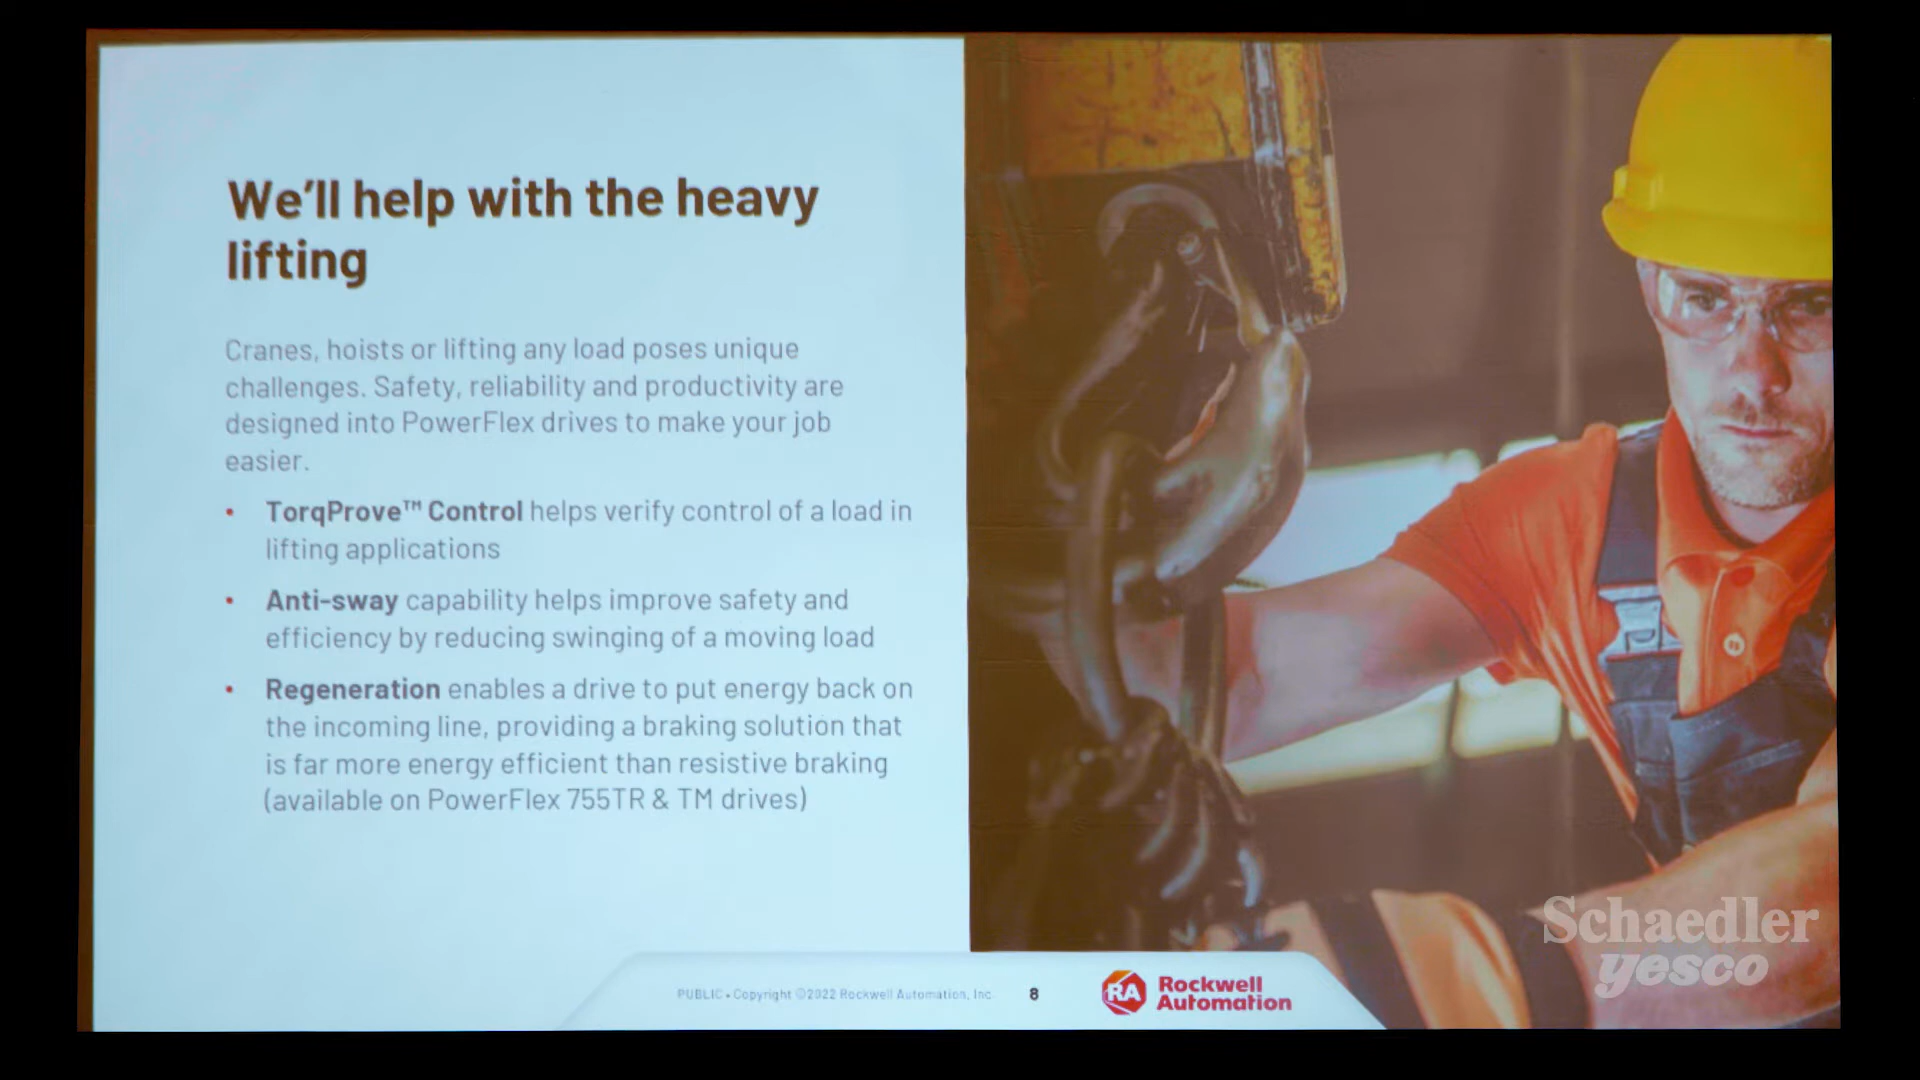 We'll help with the heavy
lifting
Cranes, hoists or lifting any load poses unique
challenges. Safety, reliability and productivity are
designed into PowerFlex drives to make your job
easier.
• TorqProve™ Control helps verify control of a load in
lifting applications
• Anti-sway capability helps improve safety and
efficiency by reducing swinging of a moving load
• Regeneration enables a drive to put energy back on
the incoming line, providing a braking solution that
is far more energy efficient than resistive braking
(available on PowerFlex 755TR & TM drives)
PUBLIC • Copyright ©2022 Rockwell Automation, Inc.
8
RA
Rockwell
Automation
Schaedler
yesco